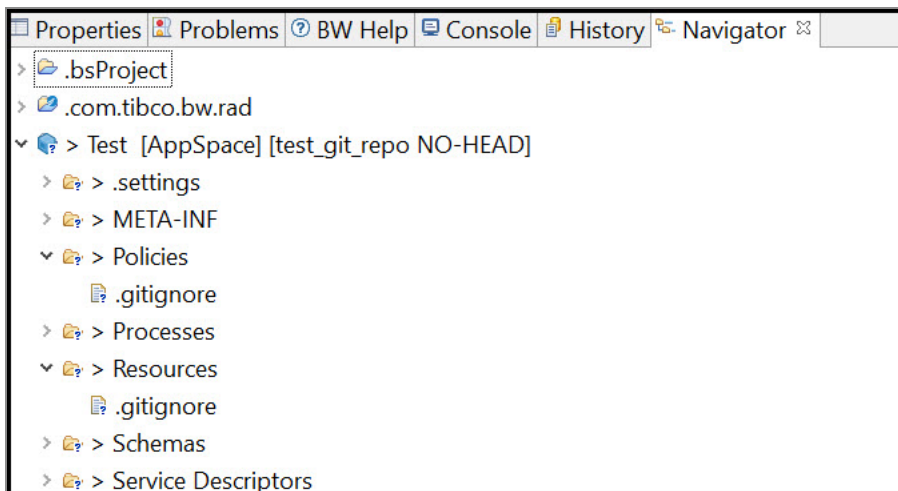 Properties Problems BW Help Console History Navigator
.bsProject
.com.tibco.bw.rad
> Test [AppSpace] [test_git_repo NO-HEAD]
> .settings
> META-INF
> Policies
.gitignore
> Processes
> Resources
.gitignore
> Schemas
> Service Descriptors